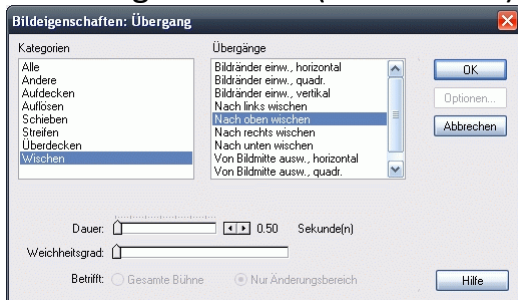 Bildeigenschaften: Übergang
Kategorien
Alle
Andere
Aufdecken
Auflösen
Schieben
Streifen
Überdecken
Wischen
Übergänge
Bildränder einw., horizontal
Bildränder einw., quadr.
Bildränder einw., vertikal
Nach links wischen
Nach oben wischen
Nach rechts wischen
Nach unten wischen
Von Bildmitte ausw., horizontal
Von Bildmitte ausw., quadr.
OK
Optionen...
Abbrechen
Dauer: 0.50 Sekunde(n)
Weichheitsgrad:
Betrifft: Gesamte Bühne Nur Änderungsbereich
Hilfe